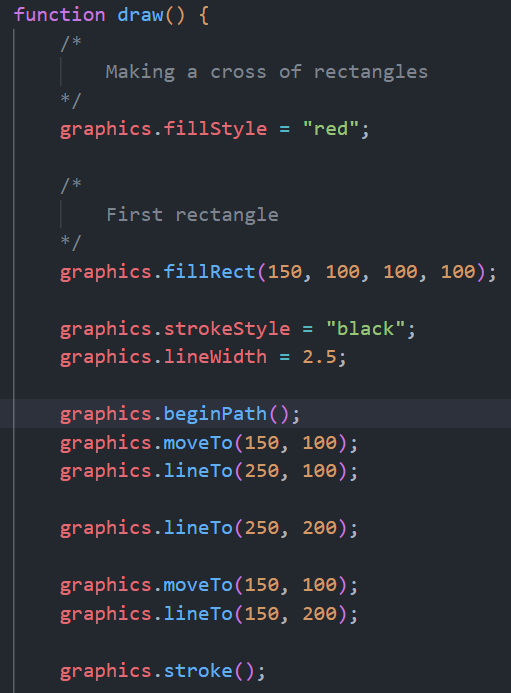 function draw() {
/*
Making a cross of rectangles
*/
graphics.fillStyle = "red";
/*
First rectangle
*/
graphics.fillRect(150, 100, 100, 100);
graphics.strokeStyle = "black";
graphics.lineWidth = 2.5;
graphics.beginPath();
graphics.moveTo(150, 100);
graphics.lineTo(250, 100);
graphics.lineTo(250, 200);
graphics.moveTo(150, 100);
graphics.lineTo(150, 200);
graphics.stroke();